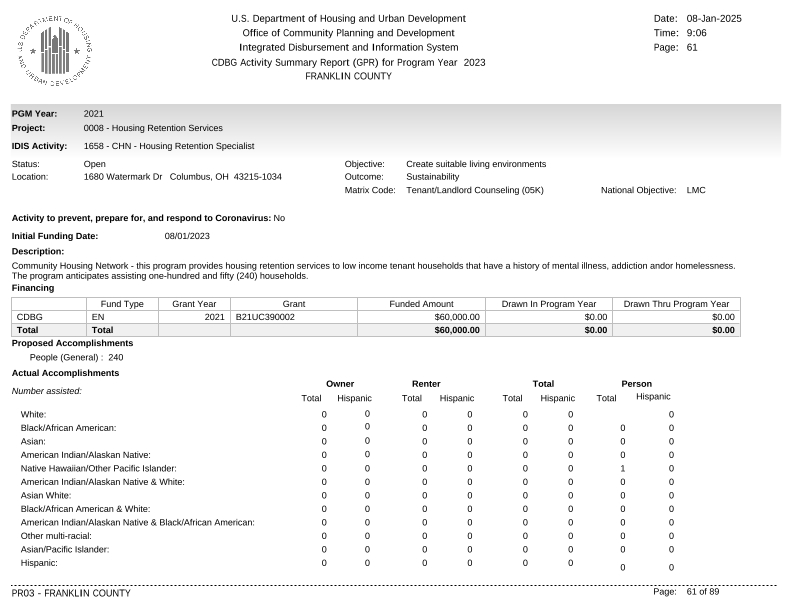 U.S. DEPARTMENT OF HOUSING AND URBAN DEVELOPMENT
U.S. Department of Housing and Urban Development
Office of Community Planning and Development
Integrated Disbursement and Information System
CDBG Activity Summary Report (GPR) for Program Year 2023
FRANKLIN COUNTY
Date: 08-Jan-2025
Time: 9:06
Page: 61
PGM Year: 2021
Project: 0008 - Housing Retention Services
IDIS Activity: 1658 - CHN - Housing Retention Specialist
Status: Open
Location: 1680 Watermark Dr Columbus, OH 43215-1034
Objective: Create suitable living environments
Outcome: Sustainability
Matrix Code: Tenant/Landlord Counseling (05K) National Objective: LMC
Activity to prevent, prepare for, and respond to Coronavirus: No
Initial Funding Date: 08/01/2023
Description:
Community Housing Network - this program provides housing retention services to low income tenant households that have a history of mental illness, addiction andor homelessness.
The program anticipates assisting one-hundred and fifty (240) households.
Financing
Fund Type Grant Year Grant Funded Amount Drawn In Program Year Drawn Thru Program Year
CDBG EN 2021 B21UC390002 $60,000.00 $0.00 $0.00
Total Total $60,000.00 $0.00 $0.00
Proposed Accomplishments
People (General) : 240
Actual Accomplishments
Number assisted:
Owner Renter Total Person
Total Hispanic Total Hispanic Total Hispanic Total Hispanic
White: 0 0 0 0 0 0 0
Black/African American: 0 0 0 0 0 0 0 0
Asian: 0 0 0 0 0 0 0 0
American Indian/Alaskan Native: 0 0 0 0 0 0 0 0
Native Hawaiian/Other Pacific Islander: 0 0 0 0 0 0 1 0
American Indian/Alaskan Native & White: 0 0 0 0 0 0 0 0
Asian White: 0 0 0 0 0 0 0 0
Black/African American & White: 0 0 0 0 0 0 0 0
American Indian/Alaskan Native & Black/African American: 0 0 0 0 0 0 0 0
Other multi-racial: 0 0 0 0 0 0 0 0
Asian/Pacific Islander: 0 0 0 0 0 0 0 0
Hispanic: 0 0 0 0 0 0 0 0
PR03 - FRANKLIN COUNTY Page: 61 of 89